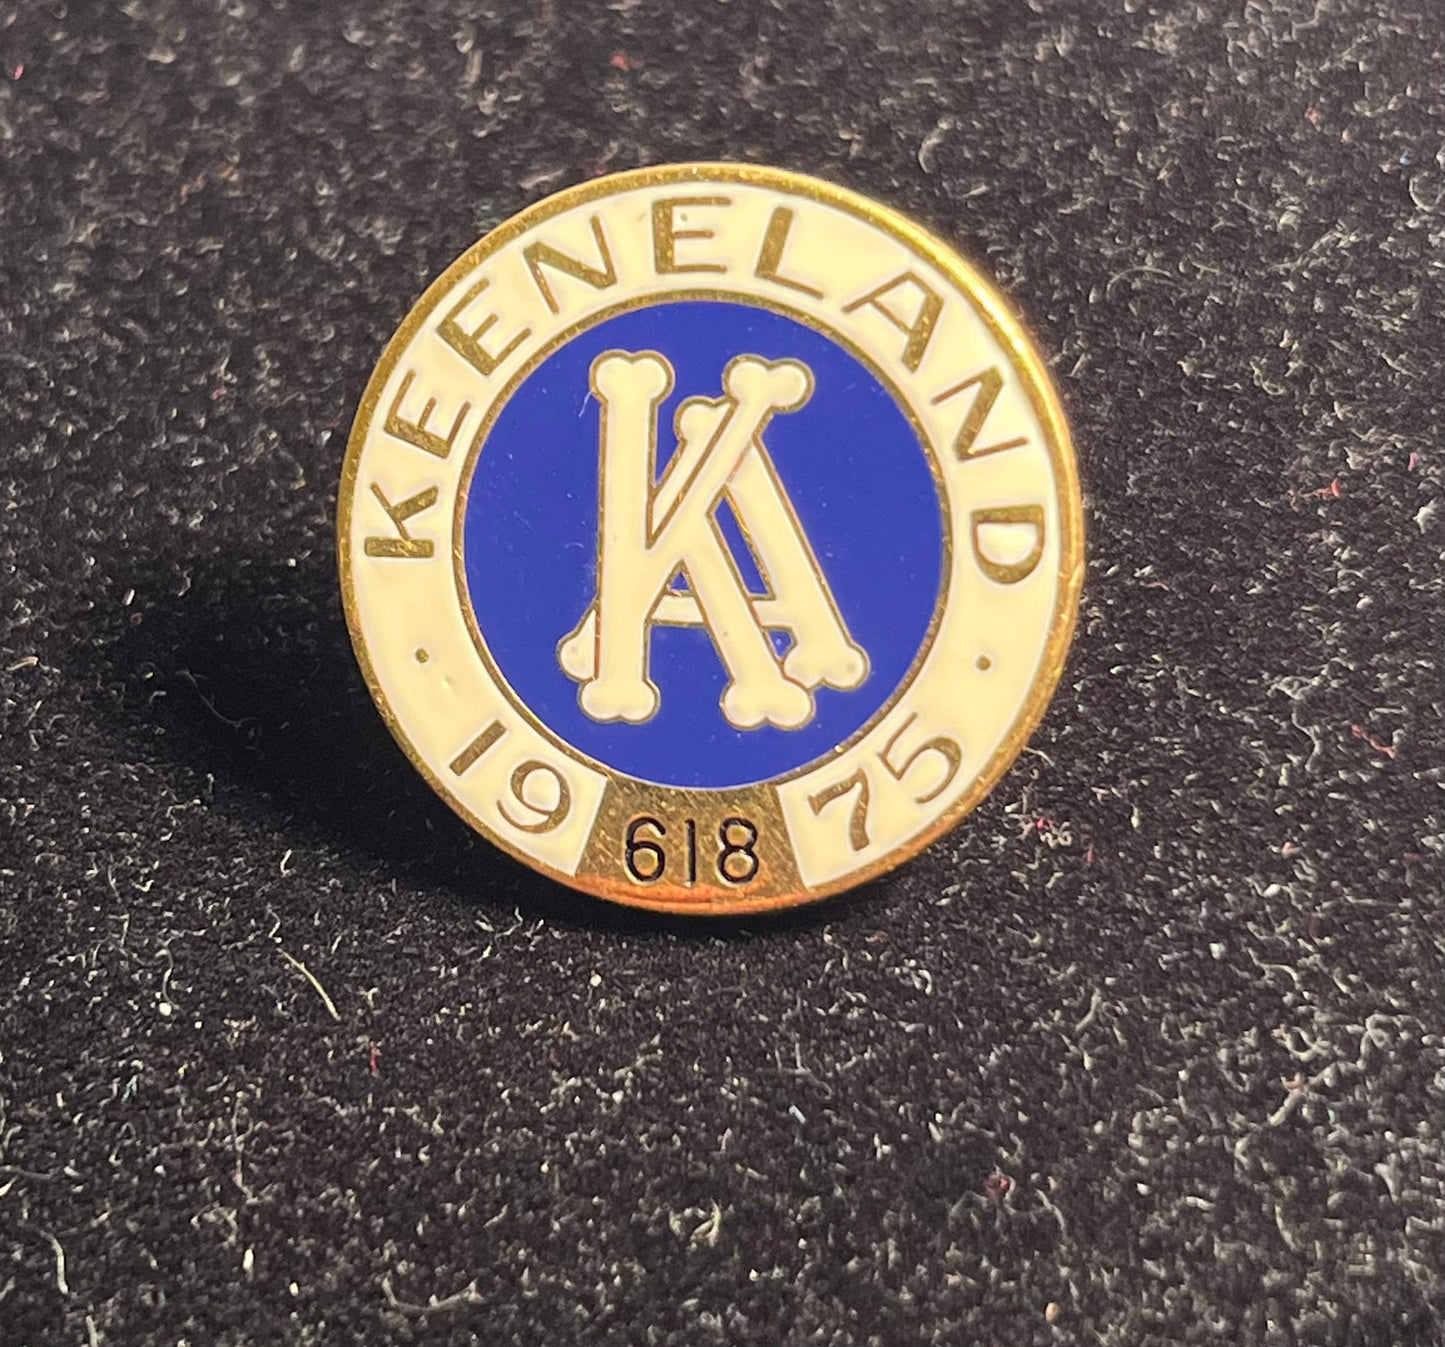 KEENELAND
KA
· 19 75 ·
618